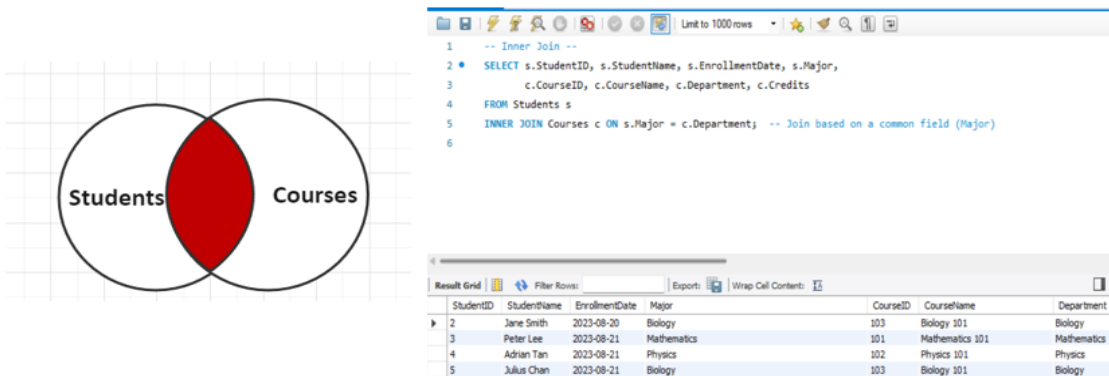 Students
Courses
Limit to 1000 rows
1 -- Inner Join --
2 SELECT s.StudentID, s.StudentName, s.EnrollmentDate, s.Major,
3 c.CourseID, c.CourseName, c.Department, c.Credits
4 FROM Students s
5 INNER JOIN Courses c ON s.Major = c.Department; -- Join based on a common field (Major)
6
Result Grid Filter Rows: Export: Wrap Cell Content:
StudentID StudentName EnrollmentDate Major CourseID CourseName Department
2 Jane Smith 2023-08-20 Biology 103 Biology 101 Biology
3 Peter Lee 2023-08-21 Mathematics 101 Mathematics 101 Mathematics
4 Adrian Tan 2023-08-21 Physics 102 Physics 101 Physics
5 Julius Chan 2023-08-21 Biology 103 Biology 101 Biology